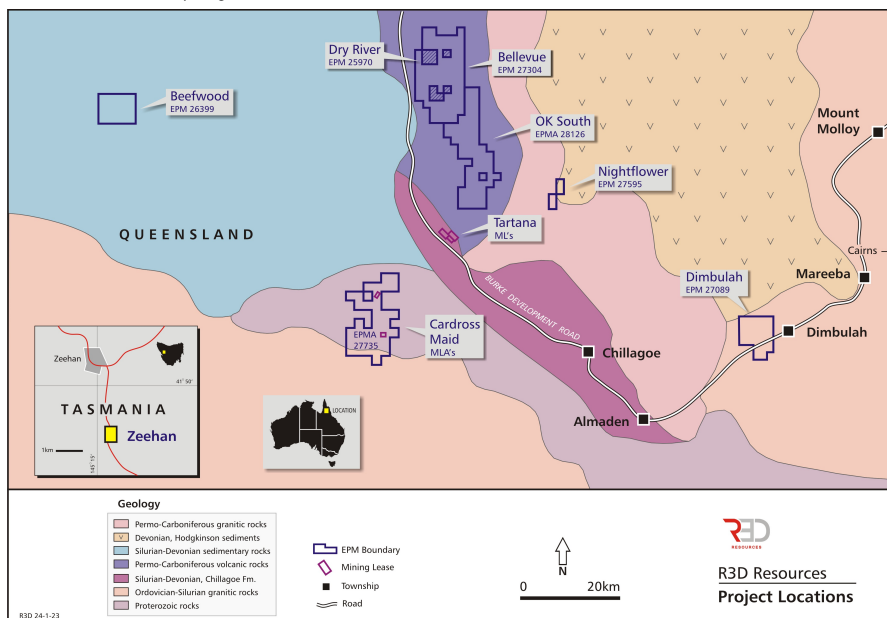 Dry River
EPM 25970
Bellevue
EPM 27304
Beefwood
EPM 26399
OK South
EPMA 28126
Mount
Molloy
Nightflower
EPM 27595
Tartana
ML's
QUEENSLAND
Cairns
Mareeba
Dimbulah
EPM 27089
BURKE DEVELOPMENT ROAD
EPMA
27735
Cardross
Maid
MLA's
Dimbulah
Chillagoe
Almaden
Zeehan
41° 50'
TASMANIA
Zeehan
1km
145° 15'
LOCATION
Geology
Permo-Carboniferous granitic rocks
V Devonian, Hodgkinson sediments
Silurian-Devonian sedimentary rocks
Permo-Carboniferous volcanic rocks
Silurian-Devonian, Chillagoe Fm.
Ordovician-Silurian granitic rocks
Proterozoic rocks
EPM Boundary
Mining Lease
Township
Road
N
0 20km
R3D
RESOURCES
R3D Resources
Project Locations
R3D 24-1-23